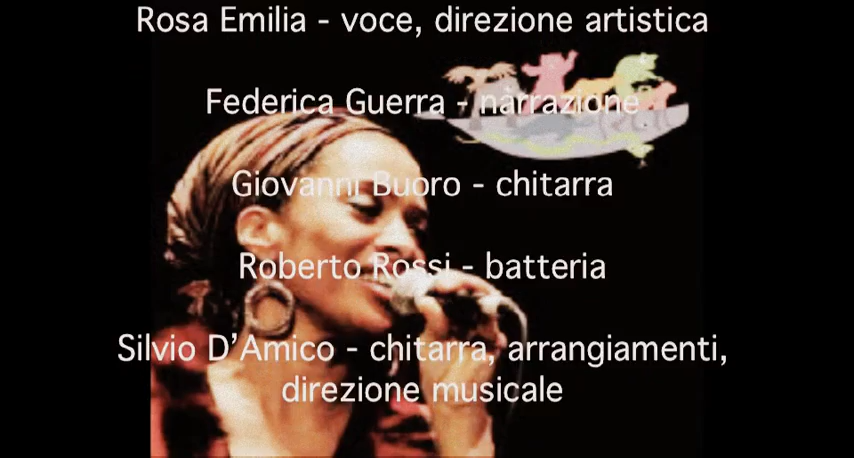 Rosa Emilia - voce, direzione artistica
Federica Guerra - narrazione
Giovanni Buoro - chitarra
Roberto Rossi - batteria
Silvio D'Amico - chitarra, arrangiamenti,
direzione musicale